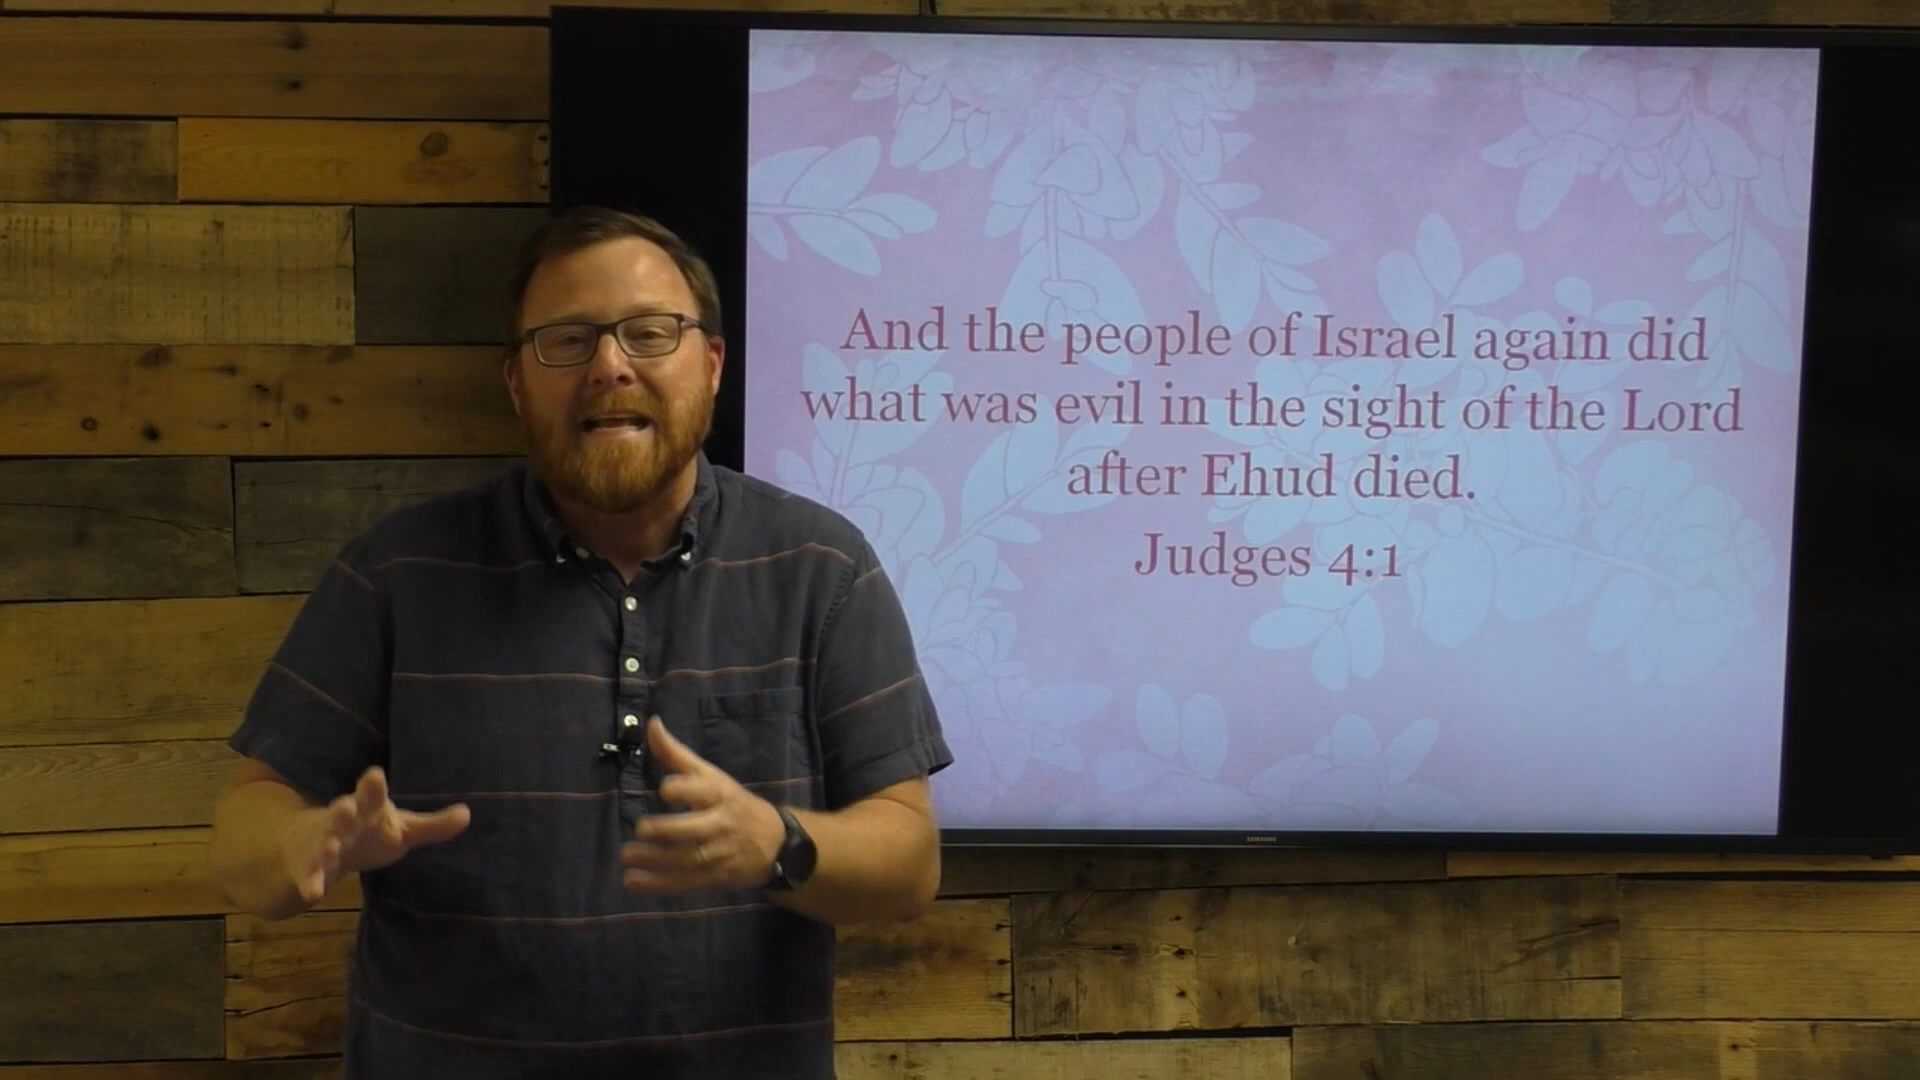 And the people of Israel again did
what was evil in the sight of the Lord
after Ehud died.
Judges 4:1
SAMSUNG